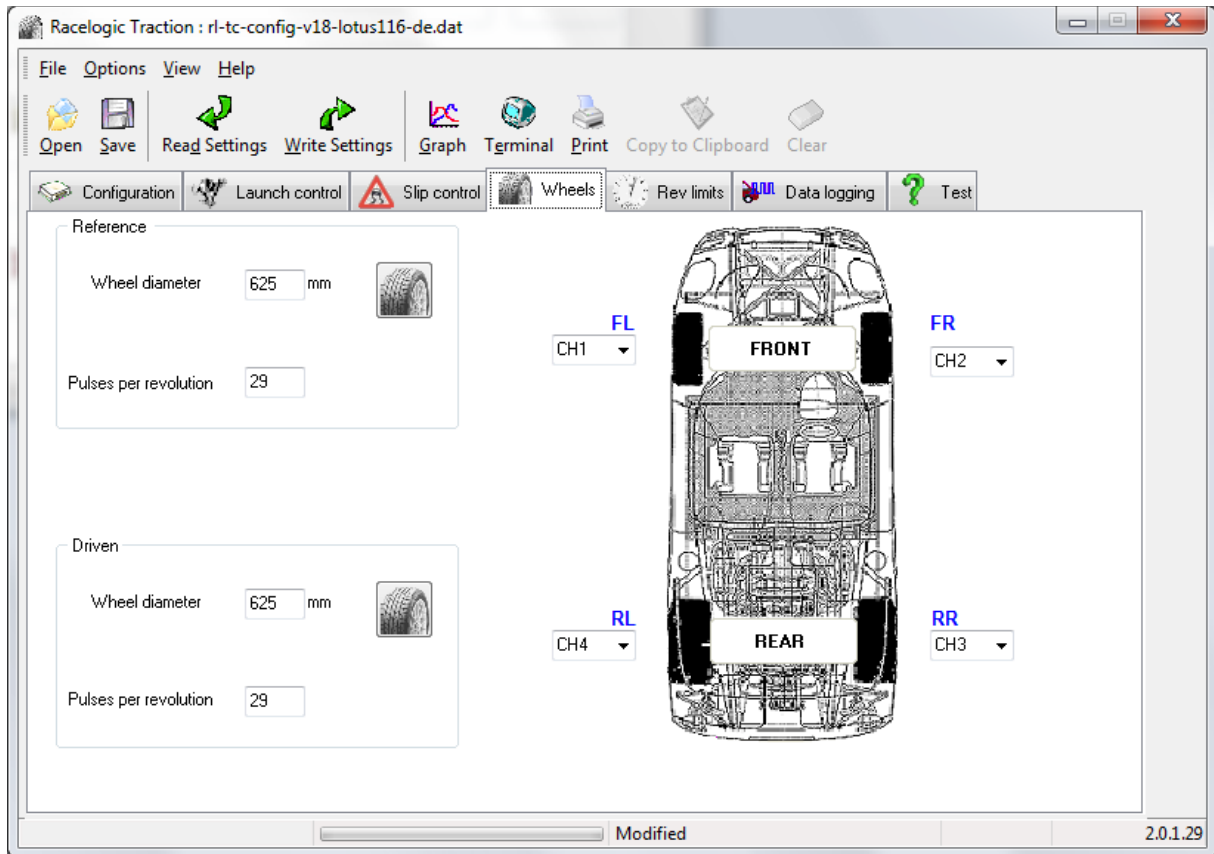 Racelogic Traction : rl-tc-config-v18-lotus116-de.dat
File Options View Help
Open Save Read Settings Write Settings Graph Terminal Print Copy to Clipboard Clear
Configuration Launch control Slip control Wheels Rev limits Data logging Test
Reference
Wheel diameter 625 mm
Pulses per revolution 29
FL FR
CH1 FRONT CH2
Driven
Wheel diameter 625 mm
Pulses per revolution 29
RL RR
CH4 REAR CH3
Modified 2.0.1.29